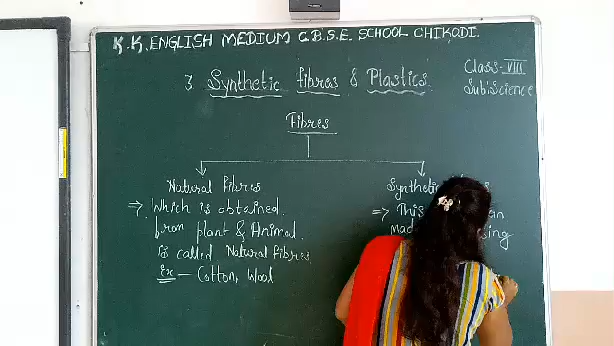 K.K. ENGLISH MEDIUM C.B.S.E. SCHOOL CHIKODI.
Class:- VIII
Sub:Science
3. Synthetic fibres & Plastics.
Fibres
Natural Fibres
→ Which is obtained
From plant & Animal
Is called Natural Fibres
Ex - Cotton, Wool
Synthetic
⇒ This